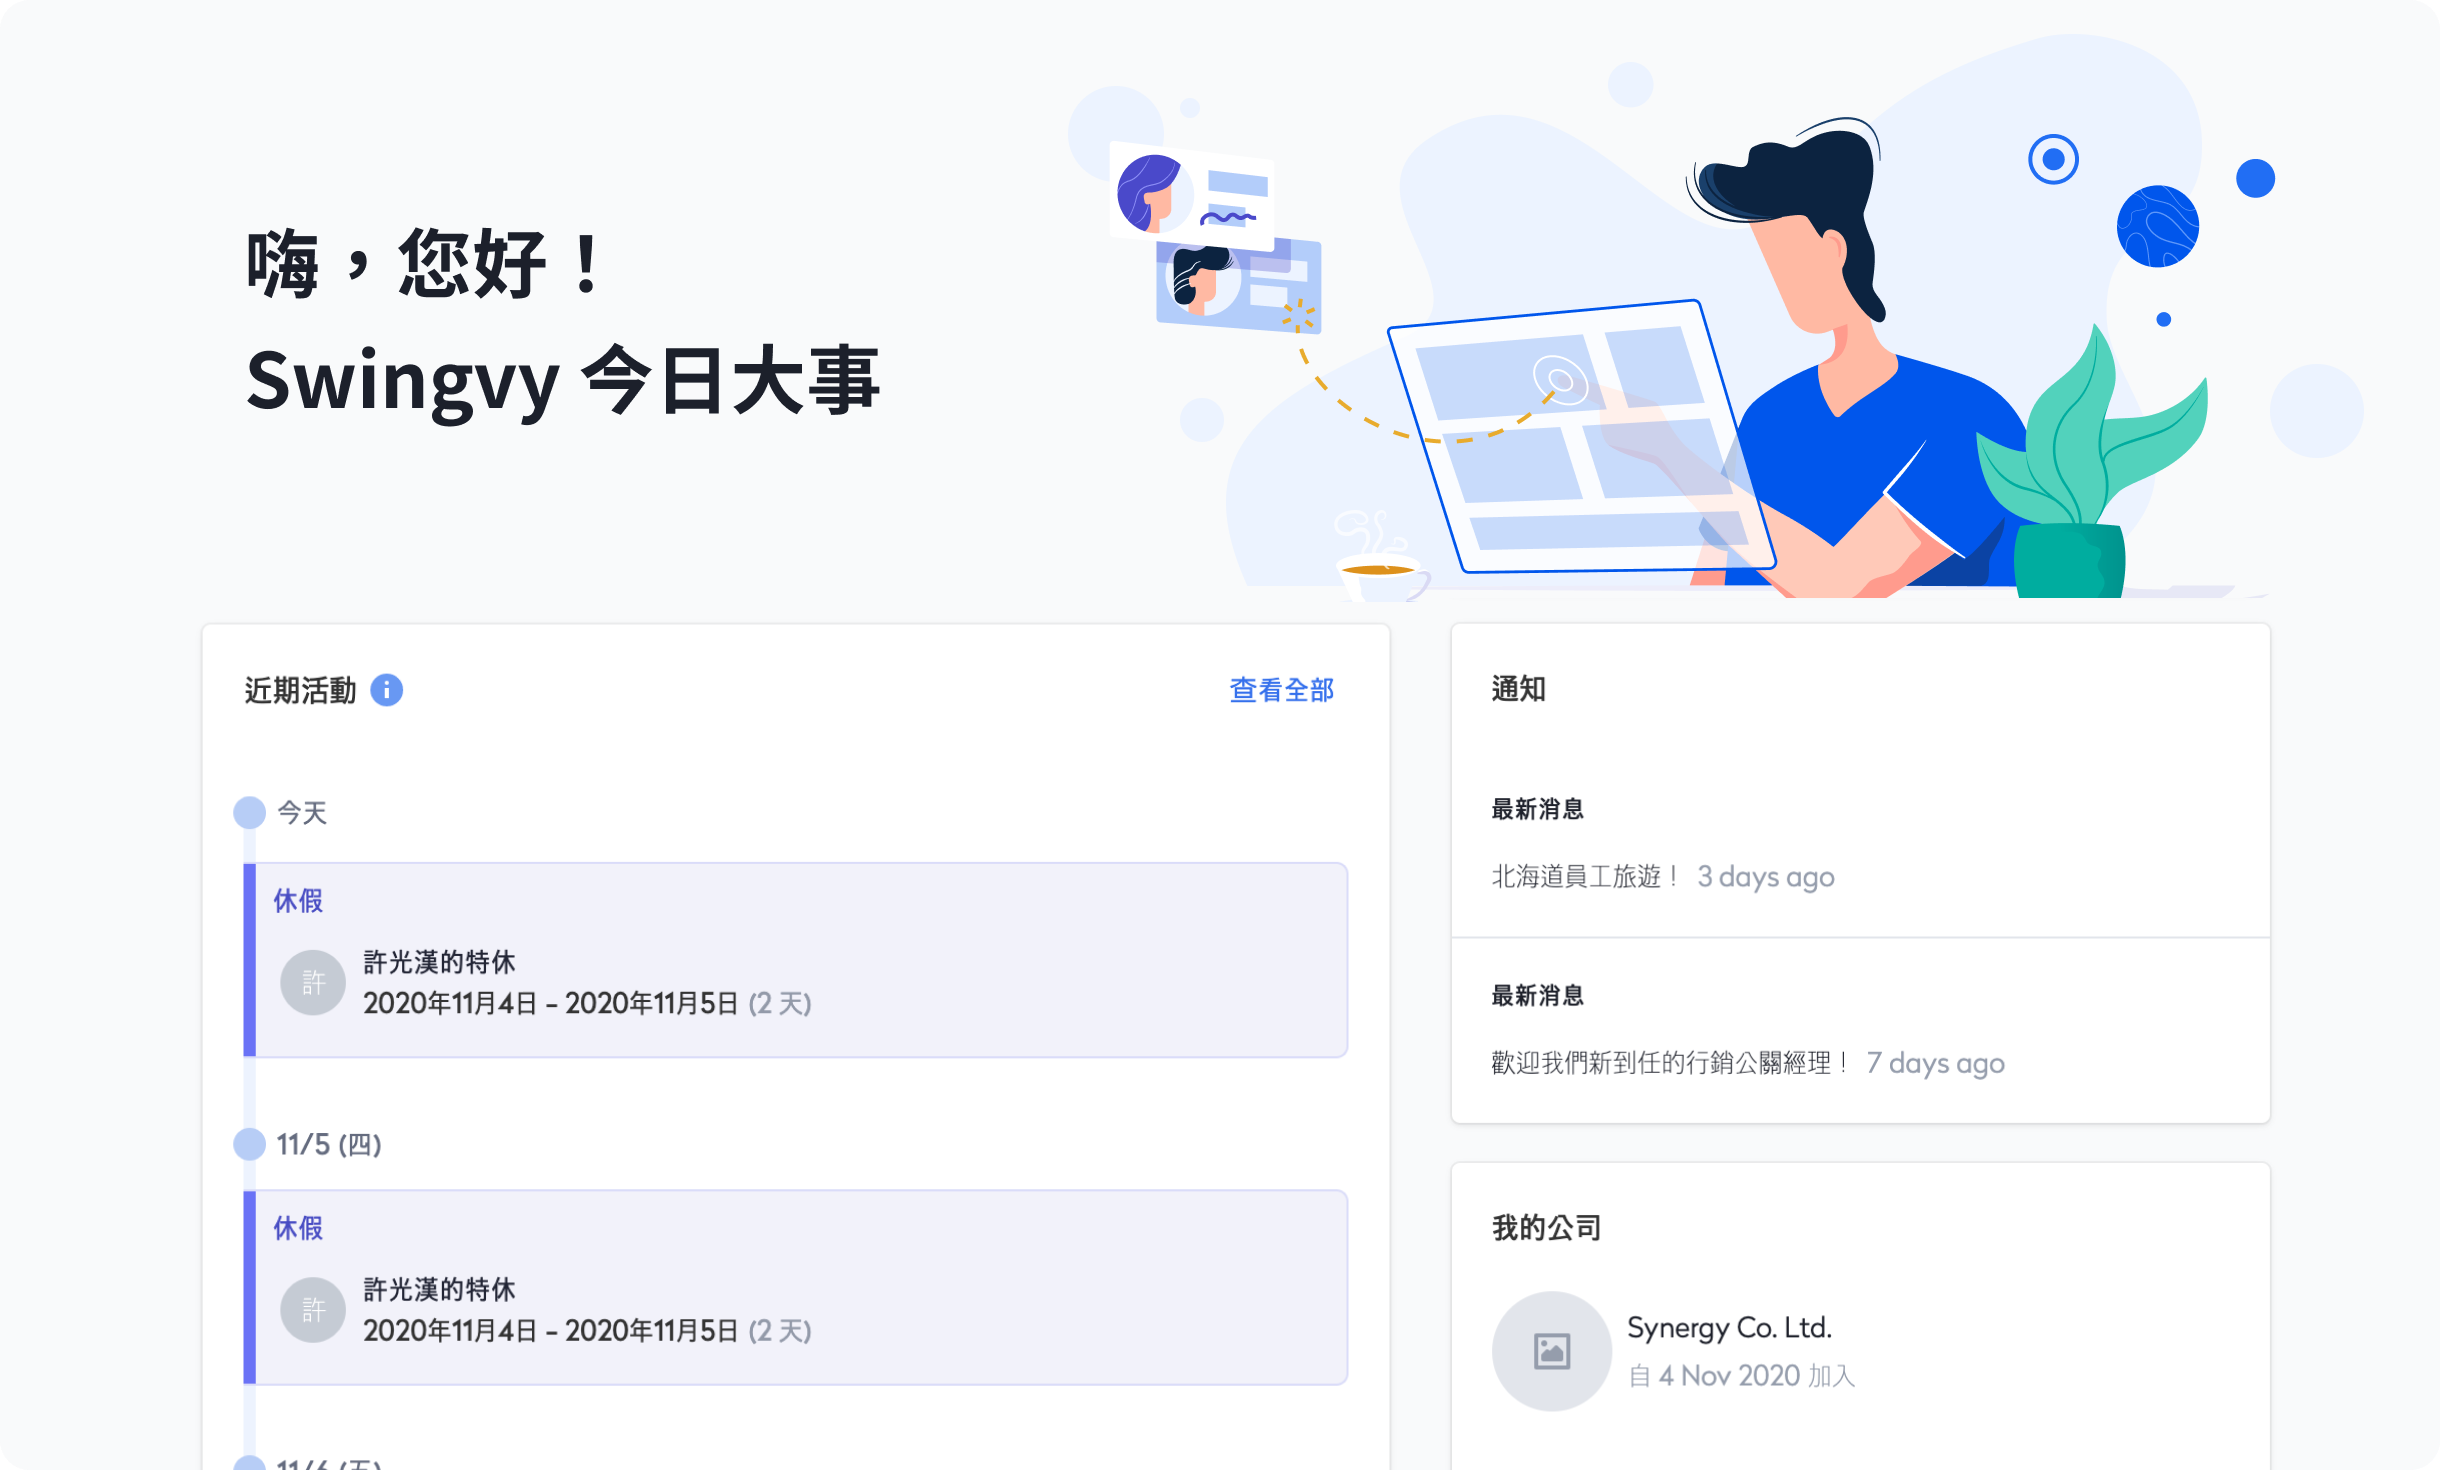 嗨，您好！
Swingvy 今日大事
近期活動
查看全部
今天
休假
許
許光漢的特休
2020年11月4日 – 2020年11月5日 (2 天)
11/5 (四)
休假
許
許光漢的特休
2020年11月4日 – 2020年11月5日 (2 天)
11/6 (五)
通知
最新消息
北海道員工旅遊！ 3 days ago
最新消息
歡迎我們新到任的行銷公關經理！ 7 days ago
我的公司
Synergy Co. Ltd.
自 4 Nov 2020 加入